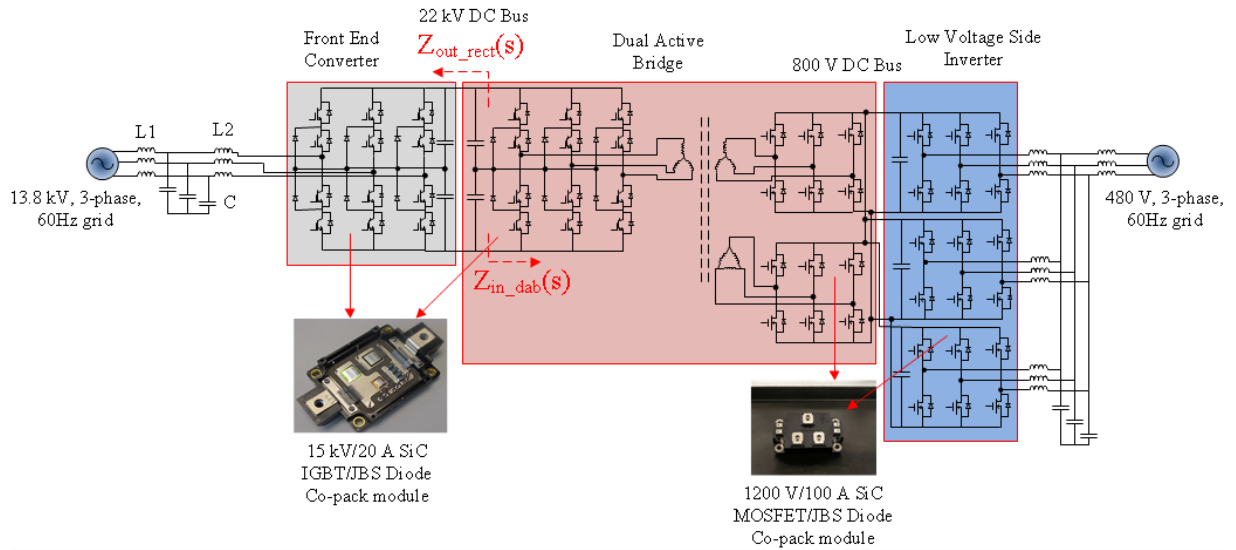 22 kV DC Bus
Front End
Converter
Z_out_rect(s)
Dual Active
Bridge
Low Voltage Side
Inverter
800 V DC Bus
L1
L2
C
13.8 kV, 3-phase,
60Hz grid
480 V, 3-phase,
60Hz grid
Z_in_dab(s)
15 kV/20 A SiC
IGBT/JBS Diode
Co-pack module
1200 V/100 A SiC
MOSFET/JBS Diode
Co-pack module